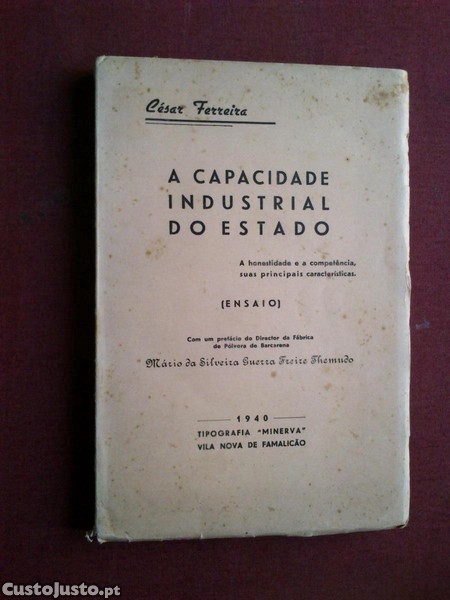 César Ferreira
A CAPACIDADE
INDUSTRIAL
DO ESTADO
A honestidade e a competência,
suas principais características.
(ENSAIO)
Com um prefácio do Director da Fábrica
de Pólvora de Barcarena
Mário da Silveira Guerra Freire Themudo
1940
TIPOGRAFIA "MINERVA"
VILA NOVA DE FAMALICÃO
CustoJusto.pt